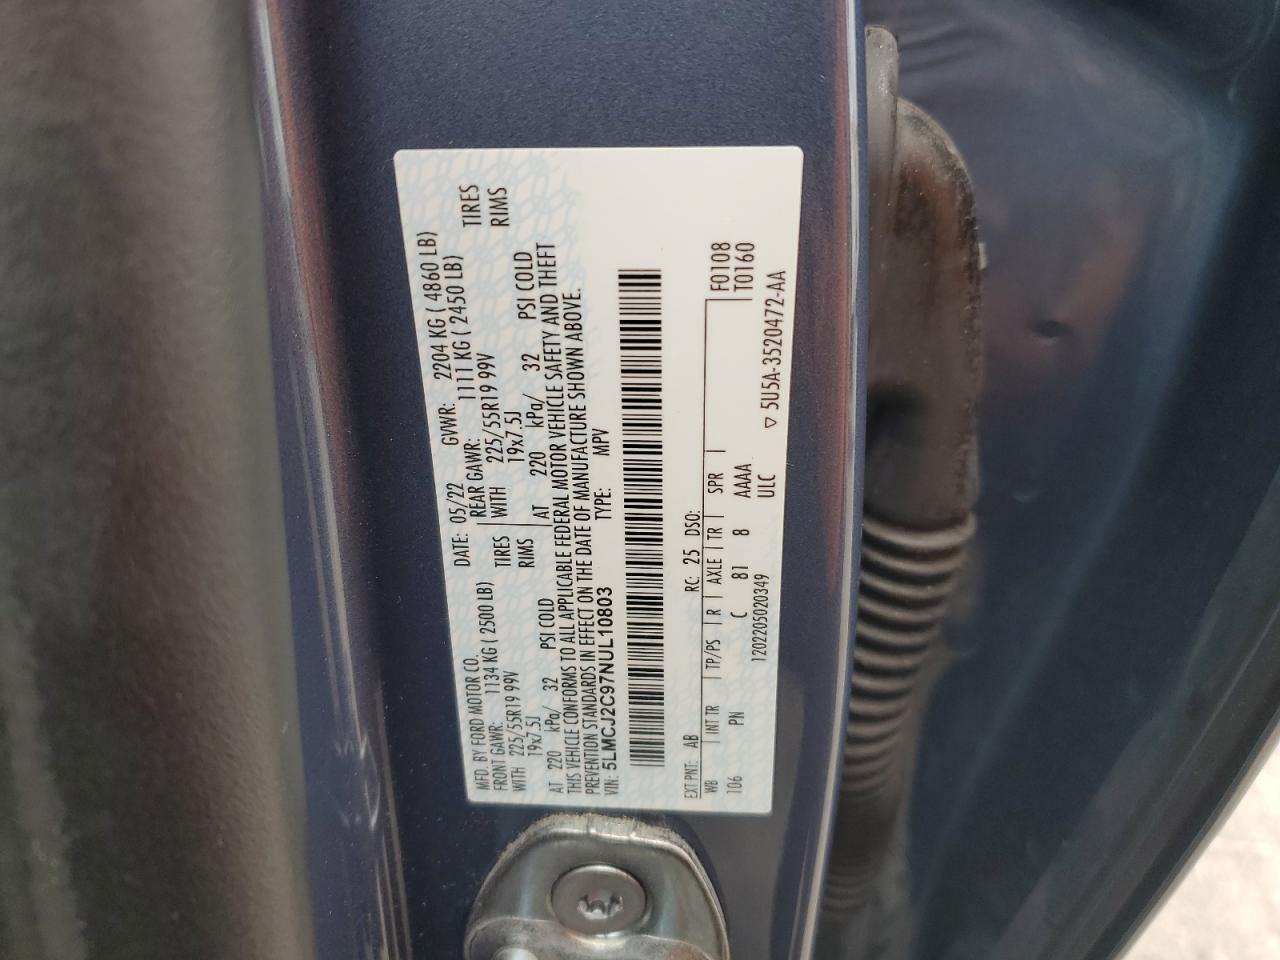 MFD. BY FORD MOTOR CO.
DATE: 05/22 GVWR: 2204 KG ( 4860 LB)
FRONT GAWR: 1134 KG ( 2500 LB) REAR GAWR: 1111 KG ( 2450 LB)
WITH 225/55R19 99V TIRES WITH 225/55R19 99V TIRES
19x7.5J RIMS 19x7.5J RIMS
AT 220 kPa/ 32 PSI COLD AT 220 kPa/ 32 PSI COLD
THIS VEHICLE CONFORMS TO ALL APPLICABLE FEDERAL MOTOR VEHICLE SAFETY AND THEFT
PREVENTION STANDARDS IN EFFECT ON THE DATE OF MANUFACTURE SHOWN ABOVE.
VIN: 5LMCJ2C97NUL10803 TYPE: MPV
EXT PNT: AB RC: 25 DSO: F0108
WB INT TR TP/PS R AXLE TR SPR T0160
106 PN C 81 8 AAAA
1202205020349 ULC ▽ 5U5A-3520472-AA